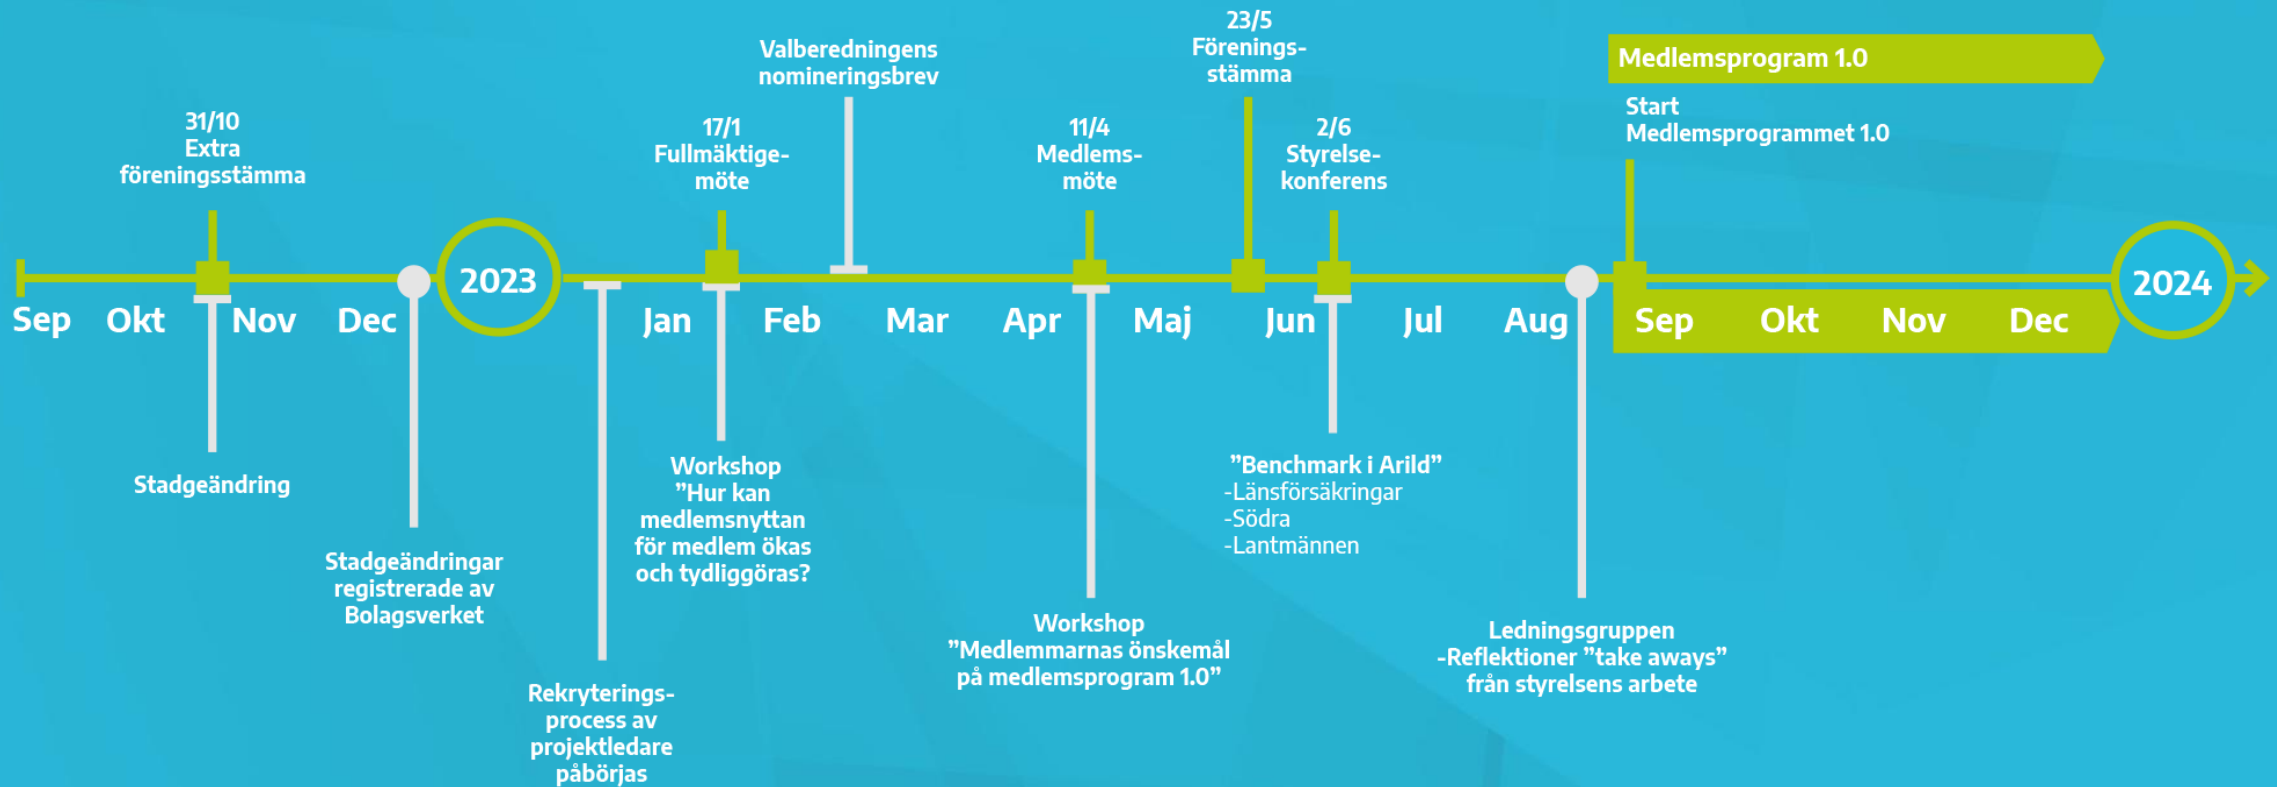 31/10
Extra
föreningsstämma
17/1
Fullmäktige-
möte
Valberedningens
nomineringsbrev
11/4
Medlems-
möte
23/5
Förenings-
stämma
2/6
Styrelse-
konferens
Medlemsprogram 1.0
Start
Medlemsprogrammet 1.0
2023
2024
Sep Okt Nov Dec Jan Feb Mar Apr Maj Jun Jul Aug Sep Okt Nov Dec
Stadgeändring
Stadgeändringar
registrerade av
Bolagsverket
Rekryterings-
process av
projektledare
påbörjas
Workshop
”Hur kan
medlemsnyttan
för medlem ökas
och tydliggöras?
Workshop
”Medlemmarnas önskemål
på medlemsprogram 1.0”
”Benchmark i Arild”
-Länsförsäkringar
-Södra
-Lantmännen
Ledningsgruppen
-Reflektioner ”take aways”
från styrelsens arbete